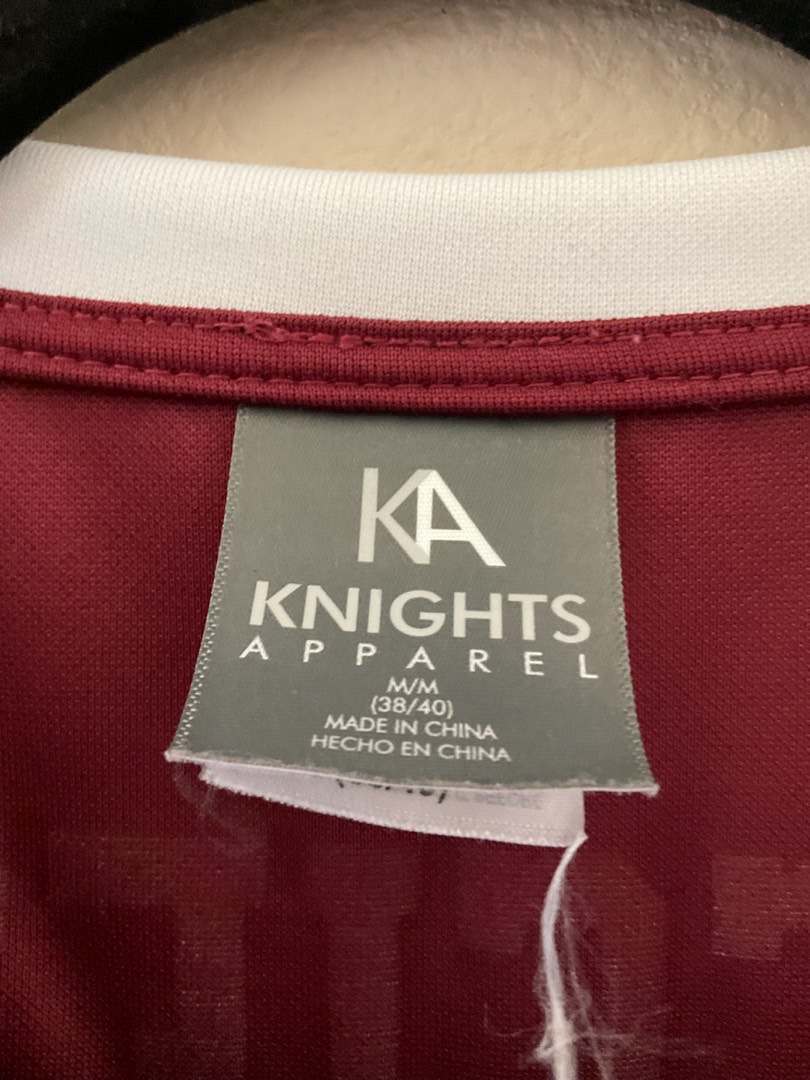 KA
KNIGHTS
APPAREL
M/M
(38/40)
MADE IN CHINA
HECHO EN CHINA